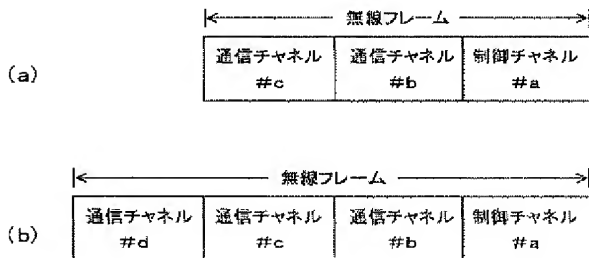 無線フレーム
(a)
通信チャネル 通信チャネル 制御チャネル
#c #b #a
無線フレーム
(b)
通信チャネル 通信チャネル 通信チャネル 制御チャネル
#d #c #b #a